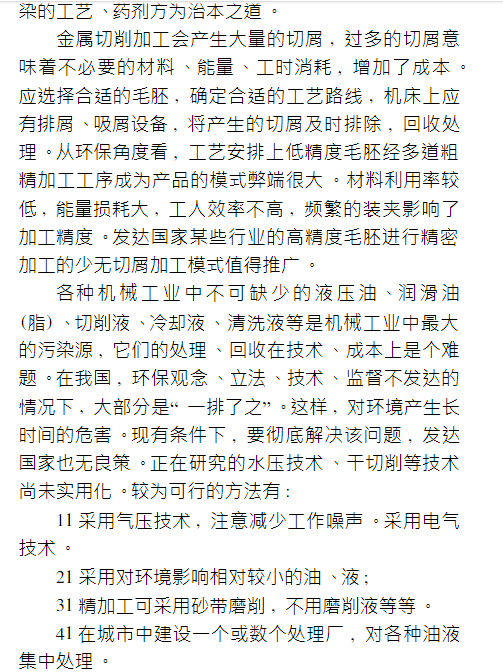 染的工艺、药剂方为治本之道。
金属切削加工会产生大量的切屑，过多的切屑意
味着不必要的材料、能量、工时消耗，增加了成本。
应选择合适的毛胚，确定合适的工艺路线，机床上应
有排屑、吸屑设备，将产生的切屑及时排除，回收处
理。从环保角度看，工艺安排上低精度毛胚经多道粗
精加工工序成为产品的模式弊端很大。材料利用率较
低，能量损耗大，工人效率不高，频繁的装夹影响了
加工精度。发达国家某些行业的高精度毛胚进行精密
加工的少无切屑加工模式值得推广。
各种机械工业中不可缺少的液压油、润滑油
(脂)、切削液、冷却液、清洗液等是机械工业中最大
的污染源，它们的处理、回收在技术、成本上是个难
题。在我国，环保观念、立法、技术、监督不发达的
情况下，大部分是“一排了之”。这样，对环境产生长
时间的危害。现有条件下，要彻底解决该问题，发达
国家也无良策。正在研究的水压技术、干切削等技术
尚未实用化。较为可行的方法有：
11 采用气压技术，注意减少工作噪声。采用电气
技术。
21 采用对环境影响相对较小的油、液；
31 精加工可采用砂带磨削，不用磨削液等等。
41 在城市中建设一个或数个处理厂，对各种油液
集中处理。